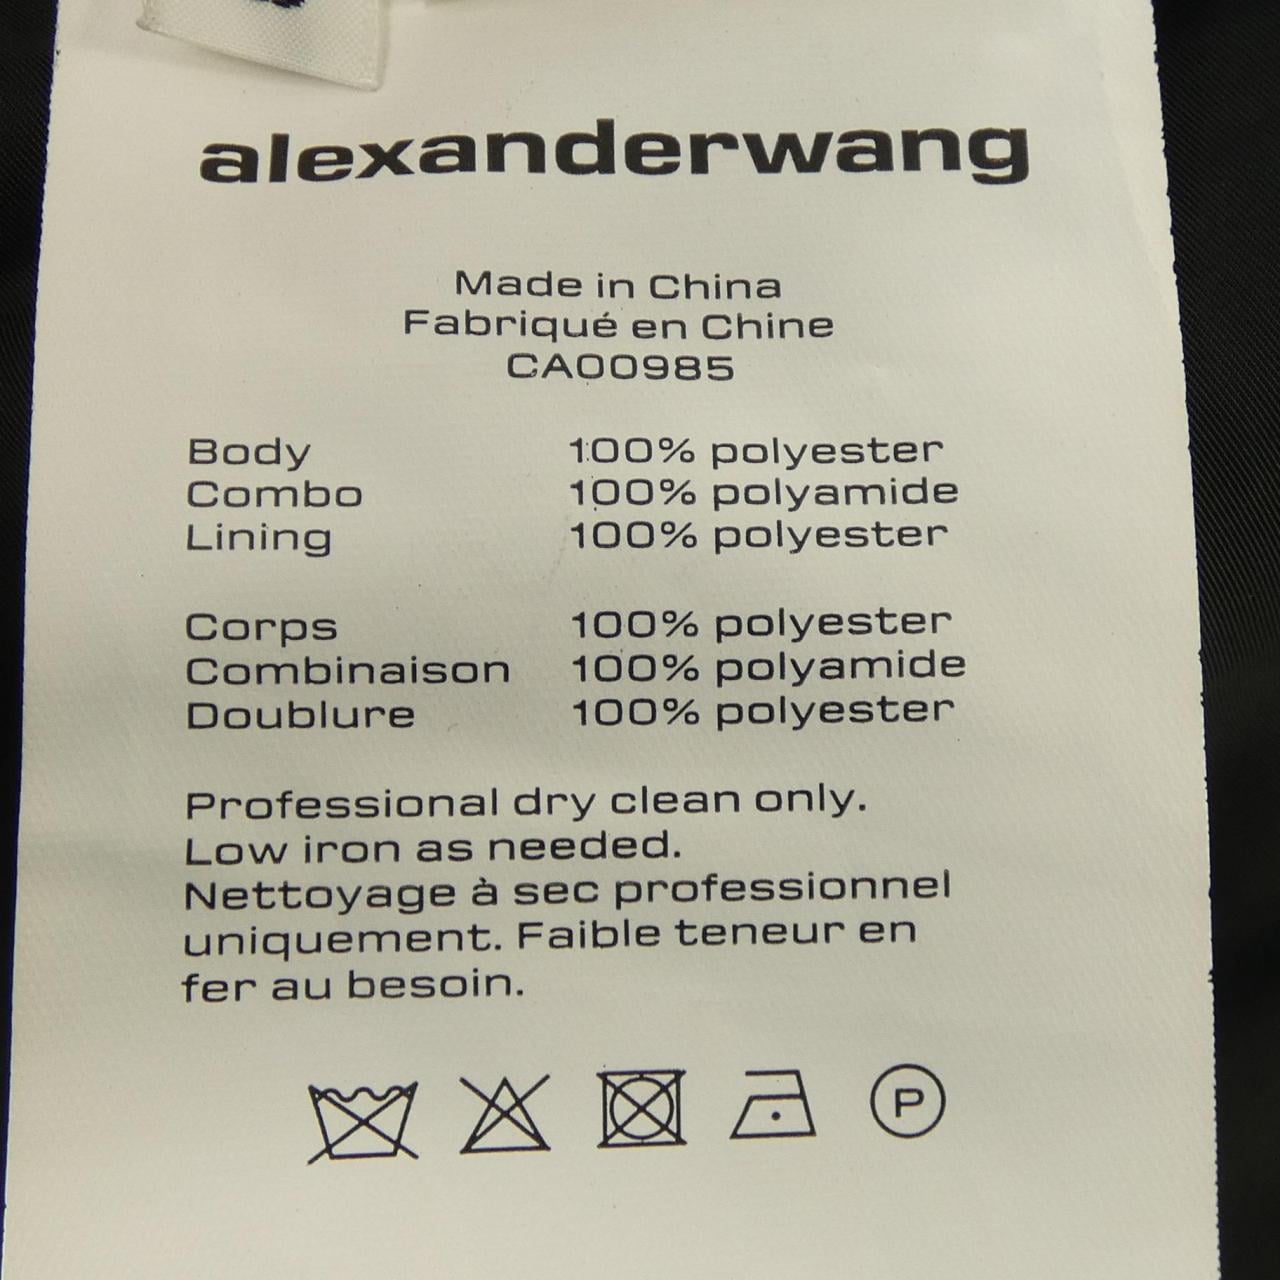 alexanderwang
Made in China
Fabriqué en Chine
CA00985
Body 100% polyester
Combo 100% polyamide
Lining 100% polyester
Corps 100% polyester
Combinaison 100% polyamide
Doublure 100% polyester
Professional dry clean only.
Low iron as needed.
Nettoyage à sec professionnel
uniquement. Faible teneur en
fer au besoin.
P